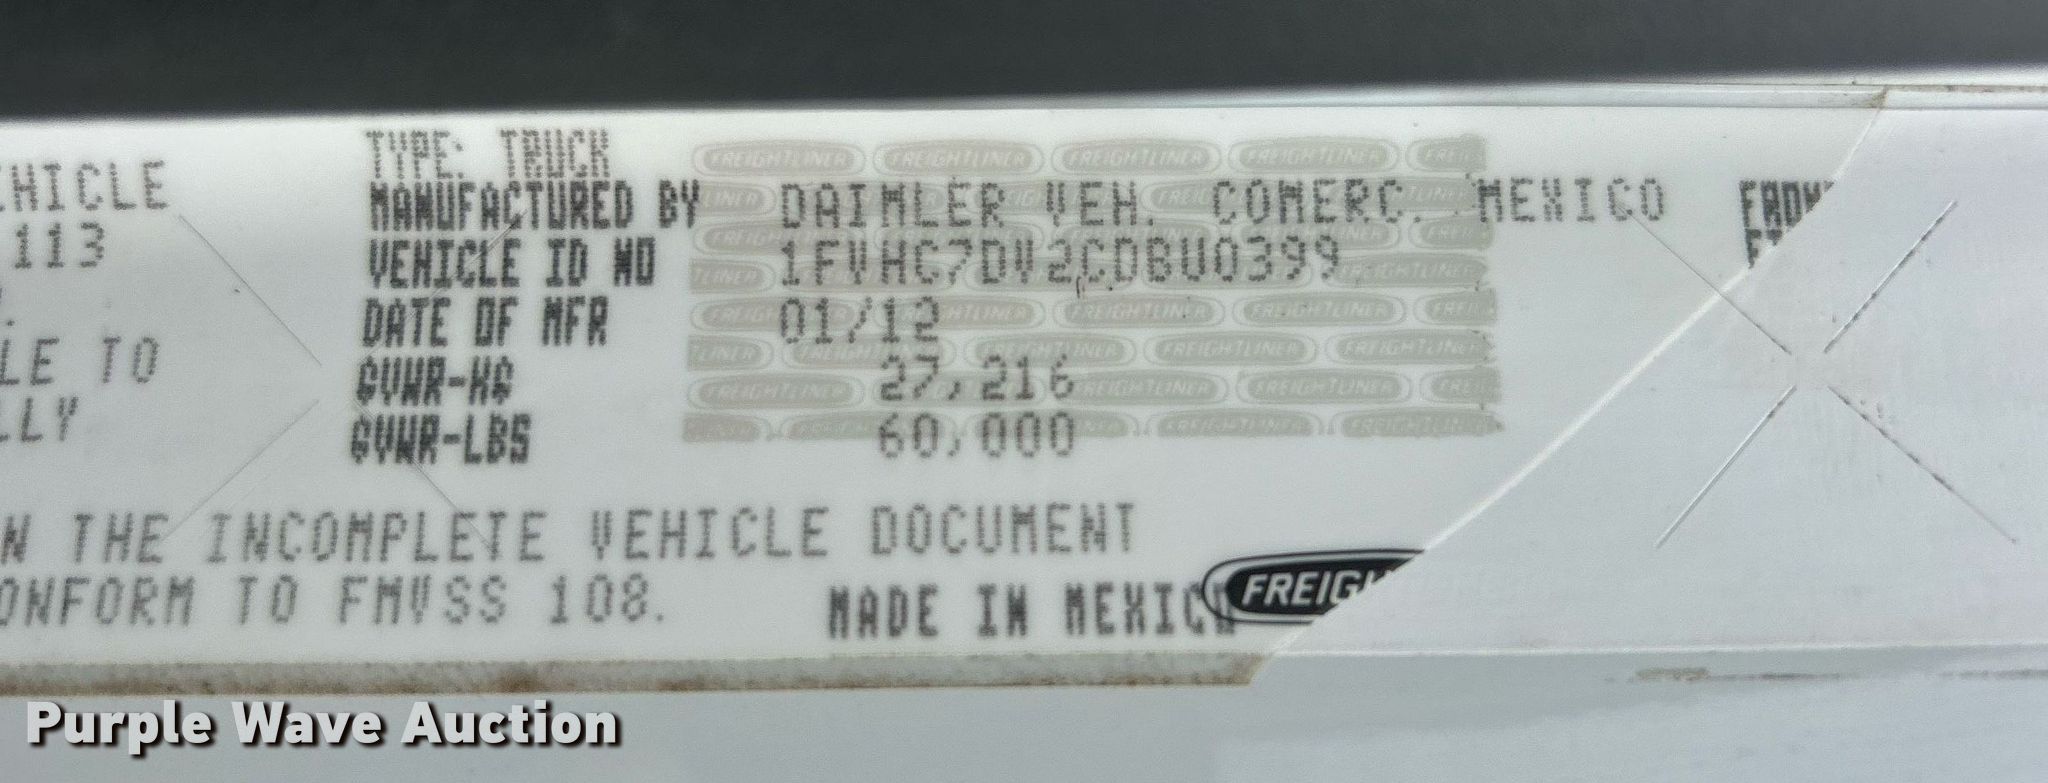 TYPE: TRUCK
EHICLE MANUFACTURED BY DAIMLER VEH. COMERC. MEXICO
113 VEHICLE ID NO 1FVHC7DV2CDBU0399
DATE OF MFR 01/12
LE TO GVWR-KG 27,216
LLY GVWR-LBS 60,000
N THE INCOMPLETE VEHICLE DOCUMENT
ONFORM TO FMVSS 108. MADE IN MEXICO
FREIG
Purple Wave Auction